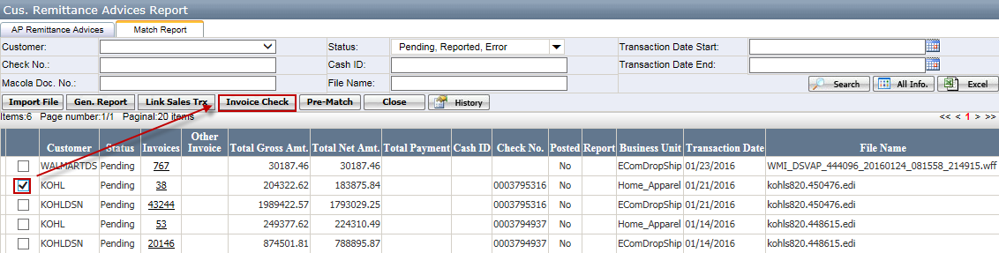 Cus. Remittance Advices Report
AP Remittance Advices Match Report
Customer: Status: Pending, Reported, Error Transaction Date Start:
Check No.: Cash ID: Transaction Date End:
Macola Doc. No.: File Name: Search All Info. Excel
Import File Gen. Report Link Sales Trx Invoice Check Pre-Match Close History
Items:6 Page number:1/1 Paginal:20 items << < 1 > >>
Customer Status Invoices Other Invoice Total Gross Amt. Total Net Amt. Total Payment Cash ID Check No. Posted Report Business Unit Transaction Date File Name
WALMARTDS Pending 767 30187.46 30187.46 No EComDropShip 01/23/2016 WMI_DSVAP_444096_20160124_081558_214915.wff
KOHL Pending 38 204322.62 183875.84 0003795316 No Home_Apparel 01/21/2016 kohls820.450476.edi
KOHLDSN Pending 43244 1989422.57 1793029.25 0003795316 No EComDropShip 01/21/2016 kohls820.450476.edi
KOHL Pending 53 249377.62 224310.49 0003794937 No Home_Apparel 01/14/2016 kohls820.448615.edi
KOHLDSN Pending 20146 874501.81 788895.87 0003794937 No EComDropShip 01/14/2016 kohls820.448615.edi